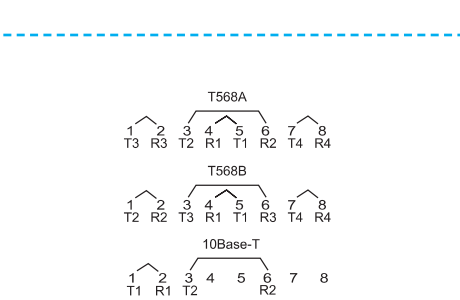 T568A
1 2 3 4 5 6 7 8
T3 R3 T2 R1 T1 R2 T4 R4
T568B
1 2 3 4 5 6 7 8
T2 R2 T3 R1 T1 R3 T4 R4
10Base-T
1 2 3 4 5 6 7 8
T1 R1 T2 R2